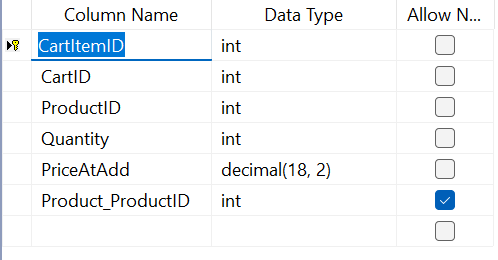 Column Name Data Type Allow N...
CartItemID int
CartID int
ProductID int
Quantity int
PriceAtAdd decimal(18, 2)
Product_ProductID int